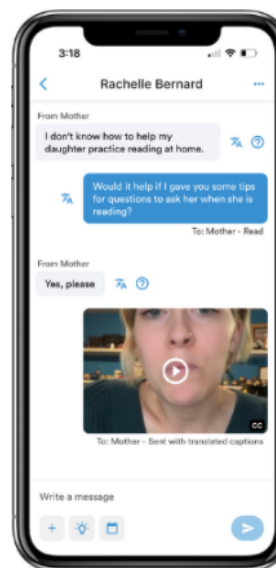 3:18
Rachelle Bernard
From Mother
I don't know how to help my
daughter practice reading at home.
Would it help if I gave you some tips
for questions to ask her when she is
reading?
To: Mother - Read
From Mother
Yes, please
CC
To: Mother - Sent with translated captions
Write a message